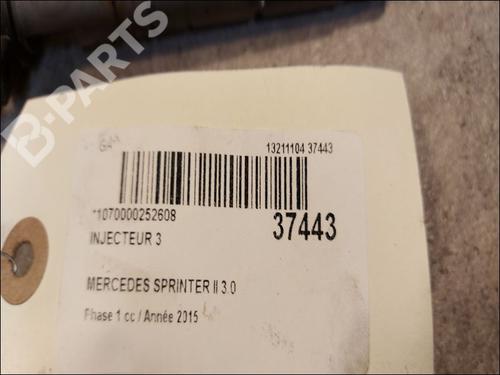 B-PARTS
13211104 37443
*1070000252608
37443
INJECTEUR 3
MERCEDES SPRINTER II 3.0
Phase 1 cc / Année 2015